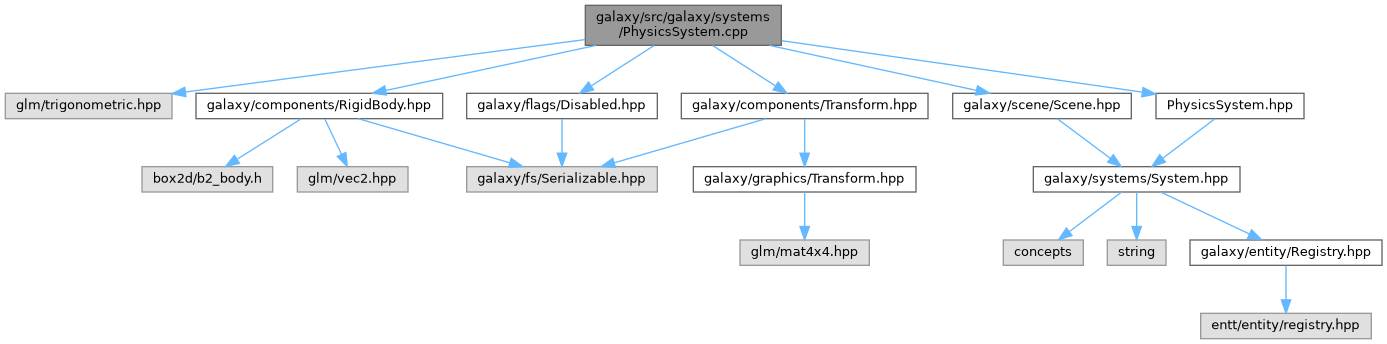 galaxy/src/galaxy/systems
/PhysicsSystem.cpp
glm/trigonometric.hpp
galaxy/components/RigidBody.hpp
galaxy/flags/Disabled.hpp
galaxy/components/Transform.hpp
galaxy/scene/Scene.hpp
PhysicsSystem.hpp
box2d/b2_body.h
glm/vec2.hpp
galaxy/fs/Serializable.hpp
galaxy/graphics/Transform.hpp
galaxy/systems/System.hpp
glm/mat4x4.hpp
concepts
string
galaxy/entity/Registry.hpp
entt/entity/registry.hpp